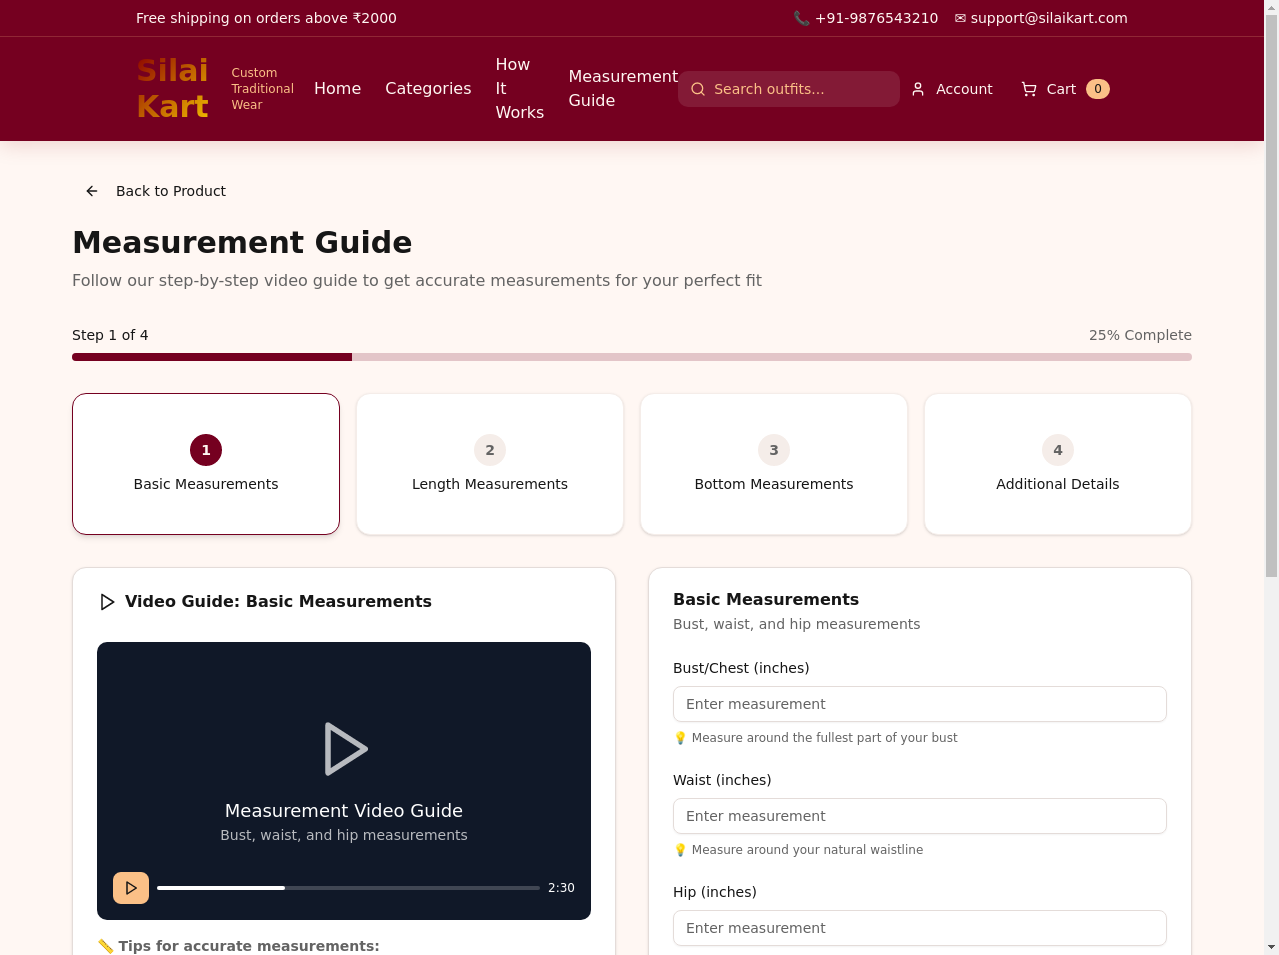 Free shipping on orders above ₹2000
📞 +91-9876543210 ✉ support@silaikart.com
Silai
Kart
Custom
Traditional
Wear
Home
Categories
How
It
Works
Measurement
Guide
Search outfits...
Account
Cart 0
Back to Product
Measurement Guide
Follow our step-by-step video guide to get accurate measurements for your perfect fit
Step 1 of 4
25% Complete
1
Basic Measurements
2
Length Measurements
3
Bottom Measurements
4
Additional Details
Video Guide: Basic Measurements
Measurement Video Guide
Bust, waist, and hip measurements
2:30
📏 Tips for accurate measurements:
Basic Measurements
Bust, waist, and hip measurements
Bust/Chest (inches)
Enter measurement
💡 Measure around the fullest part of your bust
Waist (inches)
Enter measurement
💡 Measure around your natural waistline
Hip (inches)
Enter measurement